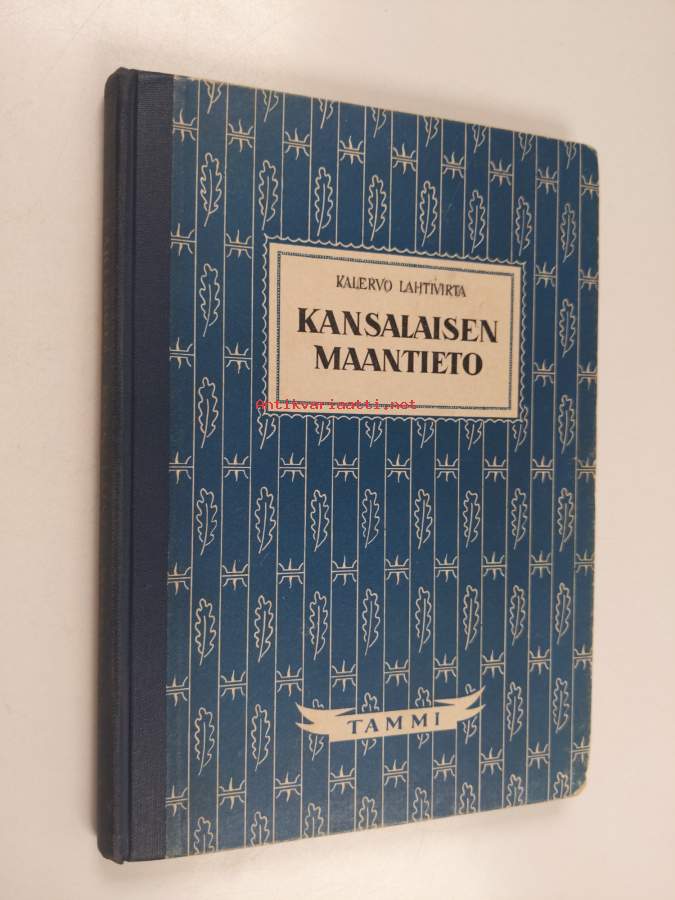 KALERVO LAHTIVIRTA
KANSALAISEN
MAANTIETO
Antikvariaatti.net
TAMMI